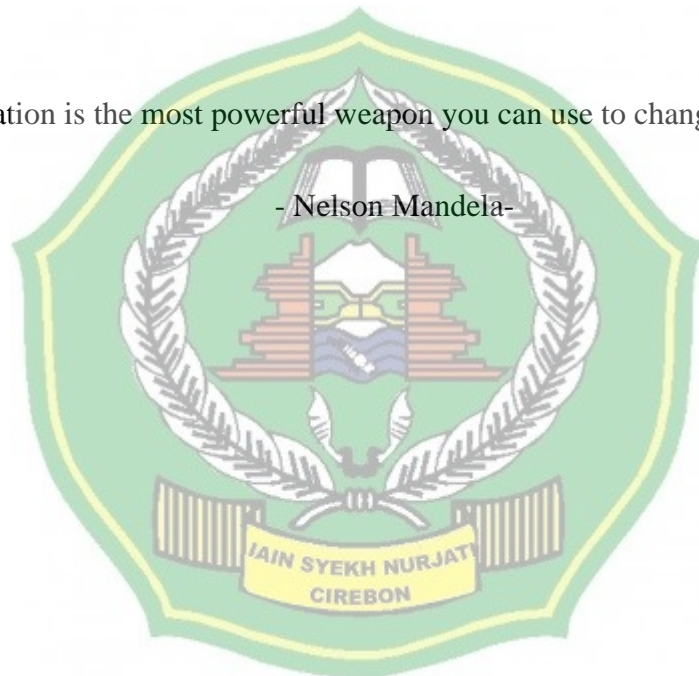 ation is the most powerful weapon you can use to chang
- Nelson Mandela-
IAIN SYEKH NURJATI
CIREBON